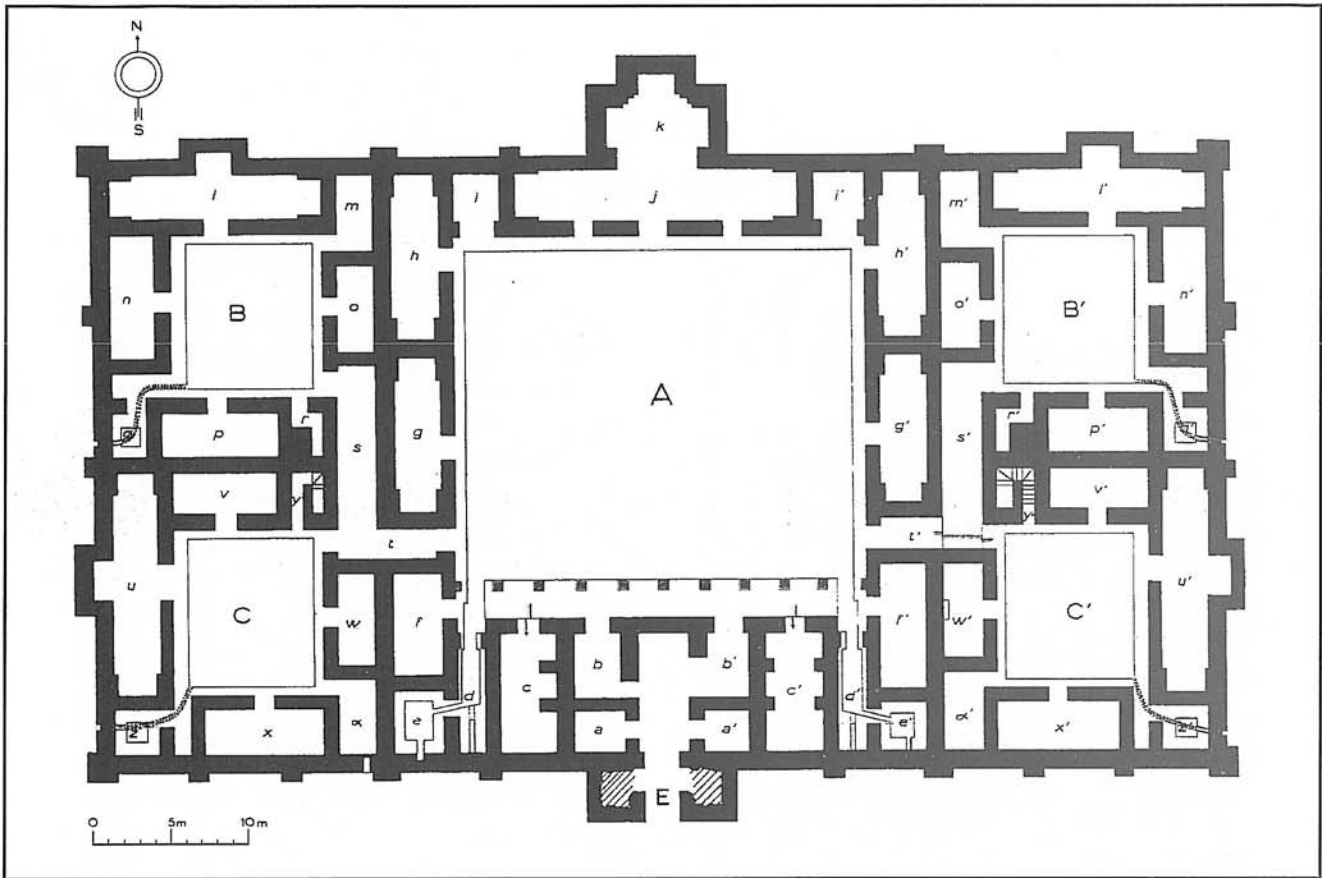 N
S
k
l m i j i' m' l'
h h'
n o o' n'
B B'
A
p r g g' r' p'
q s s' q'
v y v'
y'
t t'
u u'
C w f f' w' C'
b b'
c c'
d d'
z x α e a a' e' α' x' z'
E
0 5m 10m